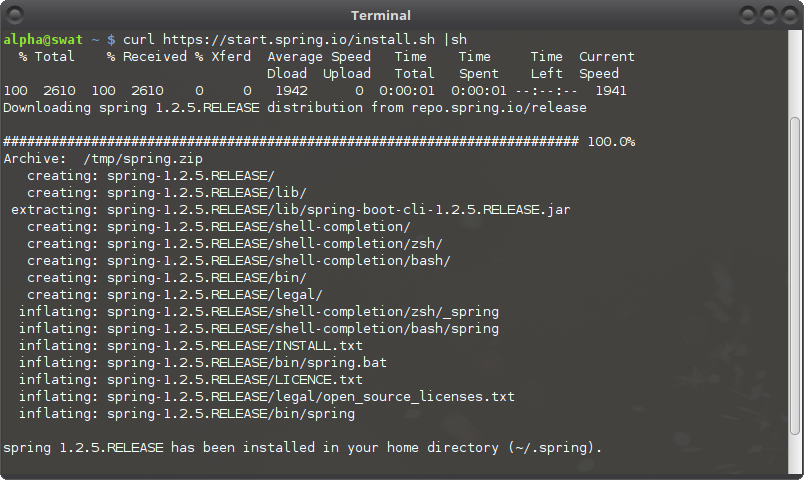 Terminal
alpha@swat ~ $ curl https://start.spring.io/install.sh |sh
  % Total    % Received % Xferd  Average Speed   Time    Time     Time  Current
                                 Dload  Upload   Total   Spent    Left  Speed
100  2610  100  2610    0     0   1942      0  0:00:01  0:00:01 --:--:--  1941
Downloading spring 1.2.5.RELEASE distribution from repo.spring.io/release
######################################################################## 100.0%
Archive:  /tmp/spring.zip
   creating: spring-1.2.5.RELEASE/
   creating: spring-1.2.5.RELEASE/lib/
 extracting: spring-1.2.5.RELEASE/lib/spring-boot-cli-1.2.5.RELEASE.jar
   creating: spring-1.2.5.RELEASE/shell-completion/
   creating: spring-1.2.5.RELEASE/shell-completion/zsh/
   creating: spring-1.2.5.RELEASE/shell-completion/bash/
   creating: spring-1.2.5.RELEASE/bin/
   creating: spring-1.2.5.RELEASE/legal/
  inflating: spring-1.2.5.RELEASE/shell-completion/zsh/_spring
  inflating: spring-1.2.5.RELEASE/shell-completion/bash/spring
  inflating: spring-1.2.5.RELEASE/INSTALL.txt
  inflating: spring-1.2.5.RELEASE/bin/spring.bat
  inflating: spring-1.2.5.RELEASE/LICENCE.txt
  inflating: spring-1.2.5.RELEASE/legal/open_source_licenses.txt
  inflating: spring-1.2.5.RELEASE/bin/spring
spring 1.2.5.RELEASE has been installed in your home directory (~/.spring).